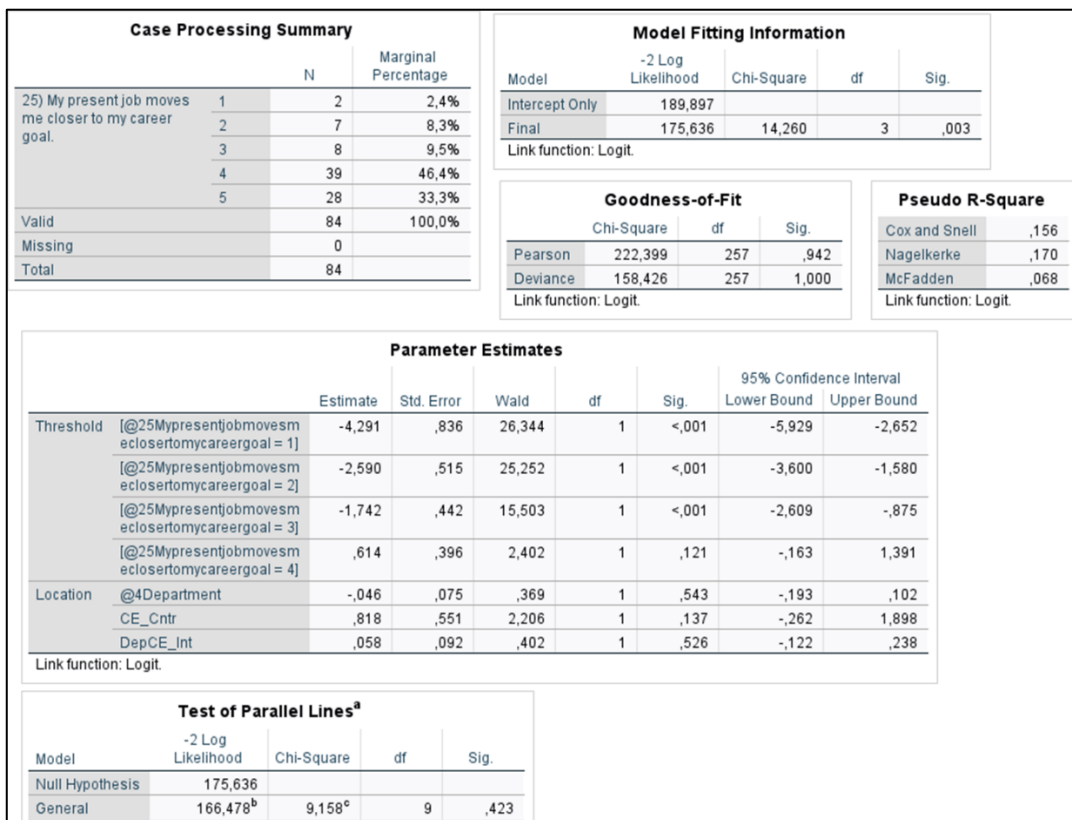 Case Processing Summary
N Marginal Percentage
25) My present job moves me closer to my career goal. 1 2 2,4%
2 7 8,3%
3 8 9,5%
4 39 46,4%
5 28 33,3%
Valid 84 100,0%
Missing 0
Total 84
Model Fitting Information
Model -2 Log Likelihood Chi-Square df Sig.
Intercept Only 189,897
Final 175,636 14,260 3 ,003
Link function: Logit.
Goodness-of-Fit
Chi-Square df Sig.
Pearson 222,399 257 ,942
Deviance 158,426 257 1,000
Link function: Logit.
Pseudo R-Square
Cox and Snell ,156
Nagelkerke ,170
McFadden ,068
Link function: Logit.
Parameter Estimates
95% Confidence Interval
Estimate Std. Error Wald df Sig. Lower Bound Upper Bound
Threshold [@25Mypresentjobmovesmeclosertomycareergoal = 1] -4,291 ,836 26,344 1 <,001 -5,929 -2,652
[@25Mypresentjobmovesmeclosertomycareergoal = 2] -2,590 ,515 25,252 1 <,001 -3,600 -1,580
[@25Mypresentjobmovesmeclosertomycareergoal = 3] -1,742 ,442 15,503 1 <,001 -2,609 -,875
[@25Mypresentjobmovesmeclosertomycareergoal = 4] ,614 ,396 2,402 1 ,121 -,163 1,391
Location @4Department -,046 ,075 ,369 1 ,543 -,193 ,102
CE_Cntr ,818 ,551 2,206 1 ,137 -,262 1,898
DepCE_Int ,058 ,092 ,402 1 ,526 -,122 ,238
Link function: Logit.
Test of Parallel Lines^a
Model -2 Log Likelihood Chi-Square df Sig.
Null Hypothesis 175,636
General 166,478^b 9,158^c 9 ,423